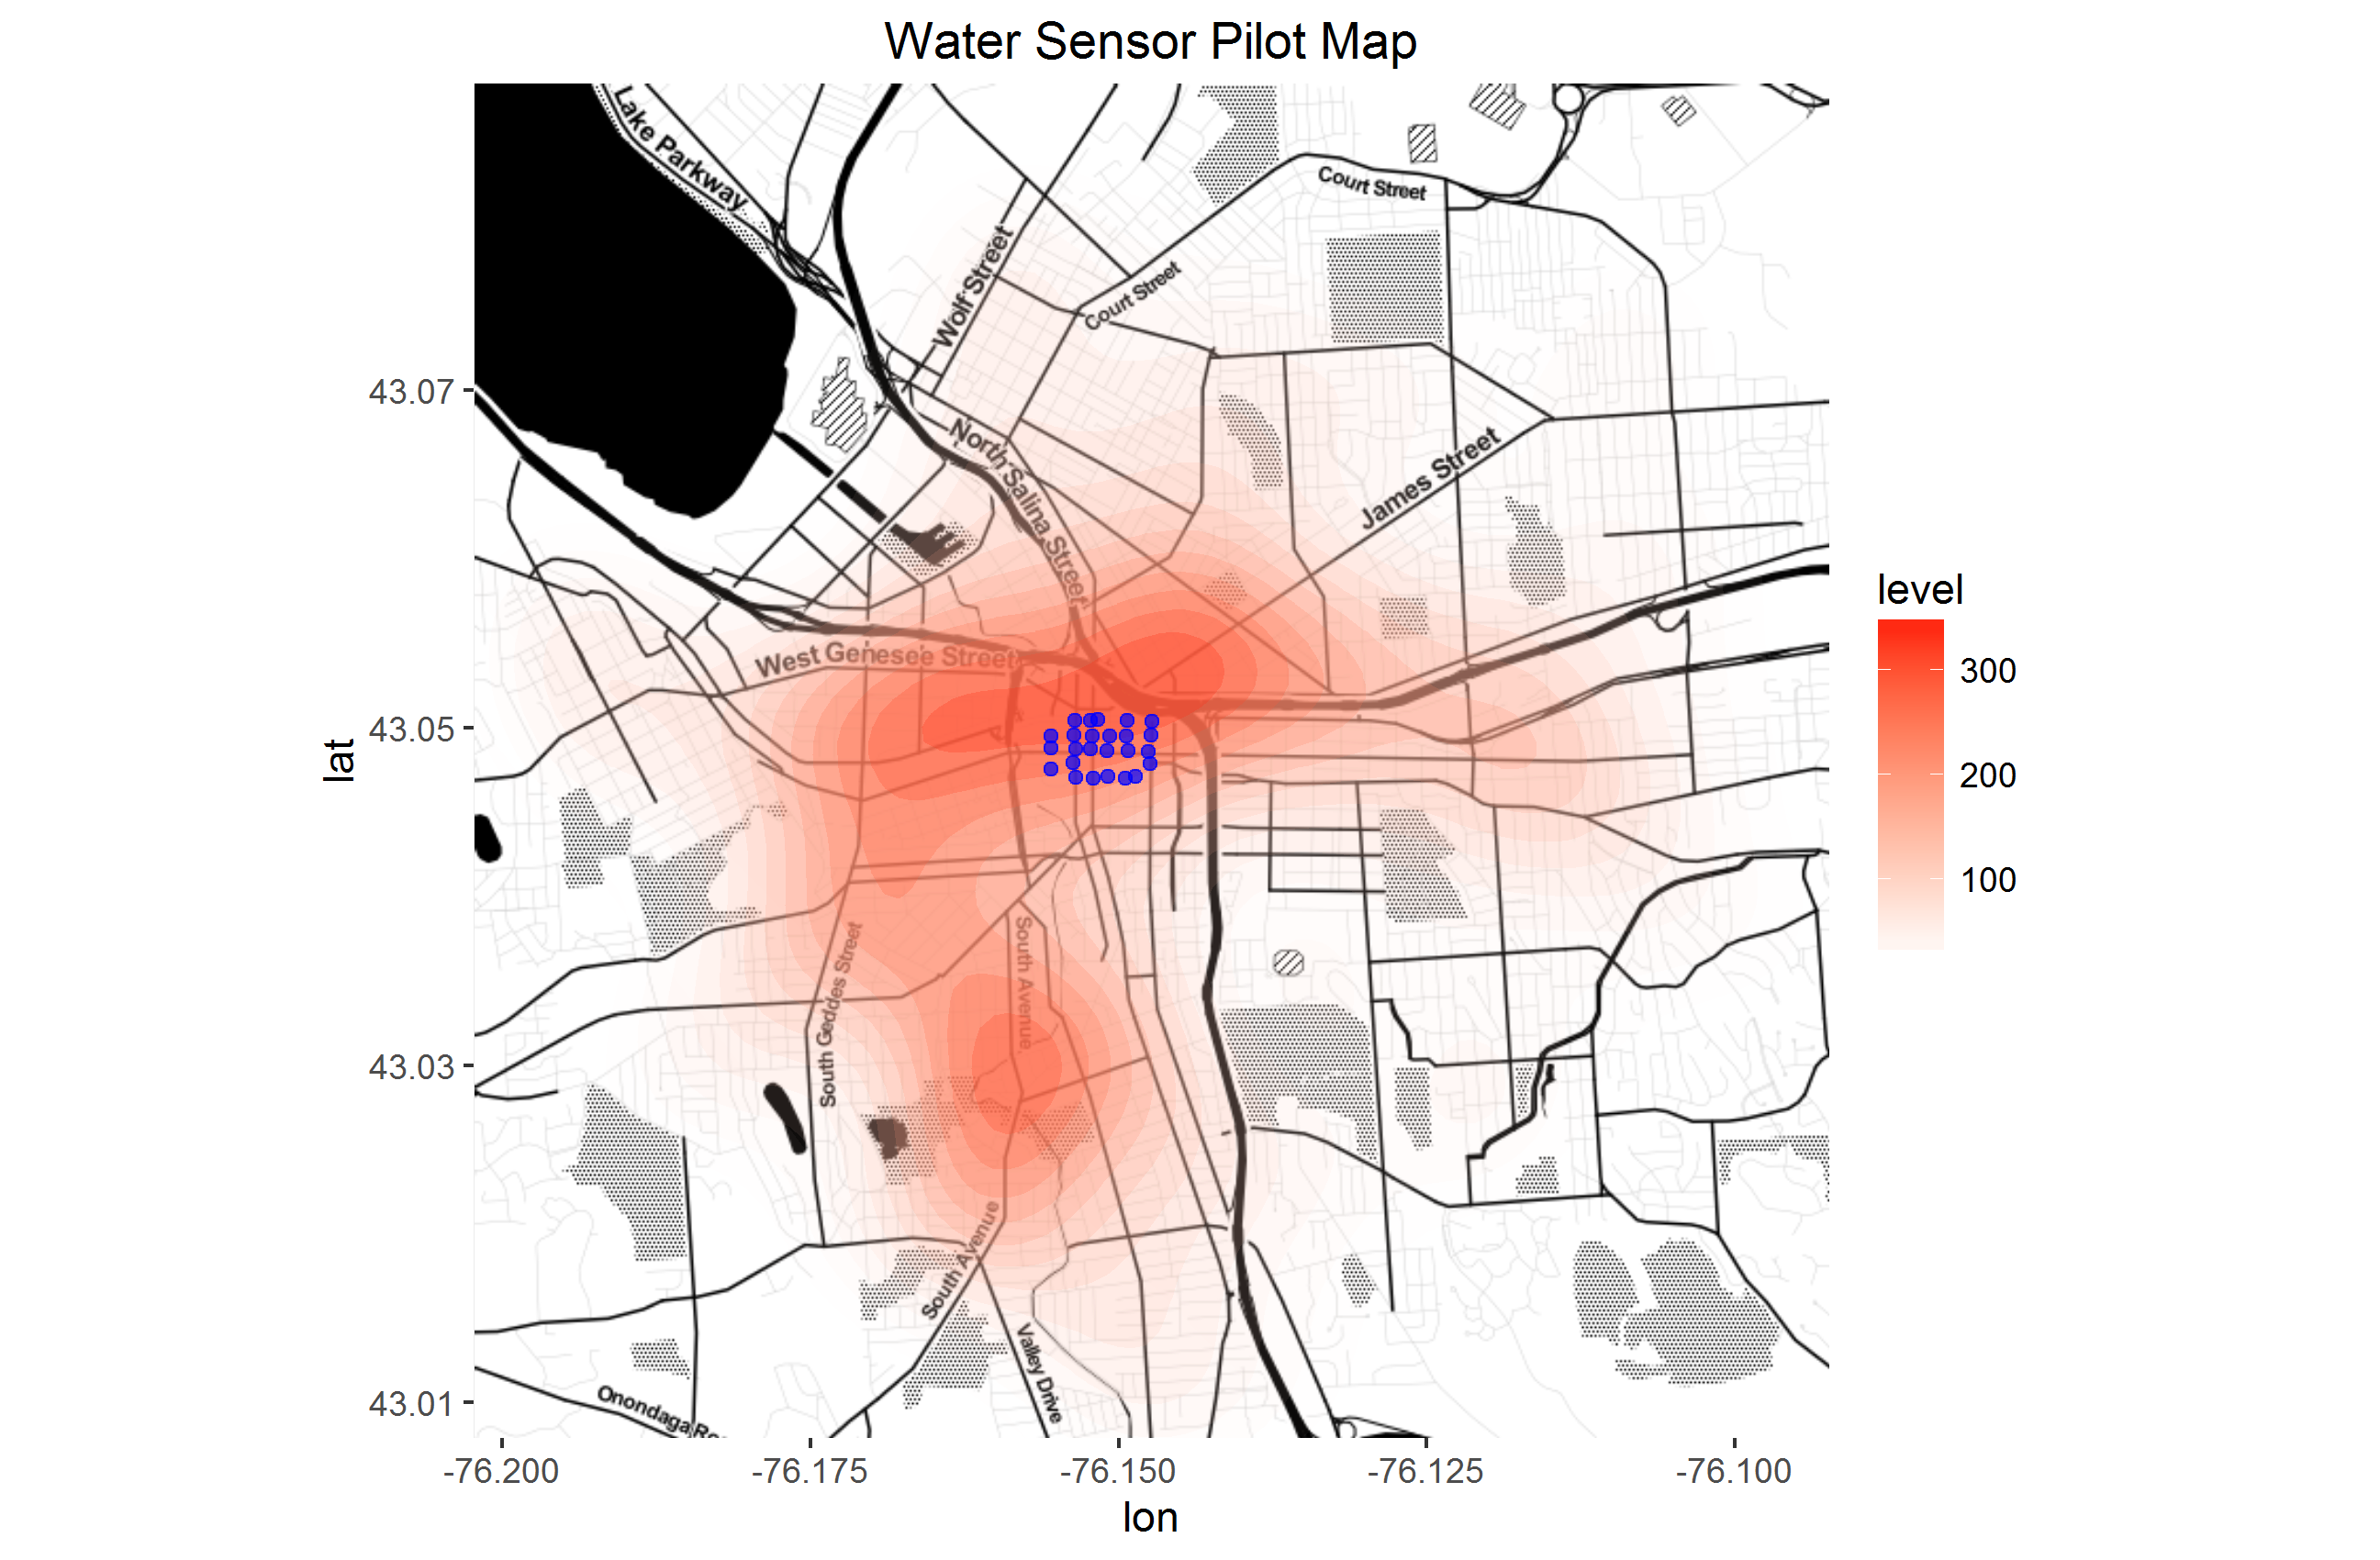 Water Sensor Pilot Map
Lake Parkway
Court Street
Wolf Street
Court Street
43.07
North Salina Street
James Street
level
300
200
100
West Genesee Street
43.05
lat
South Geddes Street
South Avenue
43.03
South Avenue
Valley Drive
43.01
Onondaga Ro
-76.200
-76.175
-76.150
-76.125
-76.100
lon